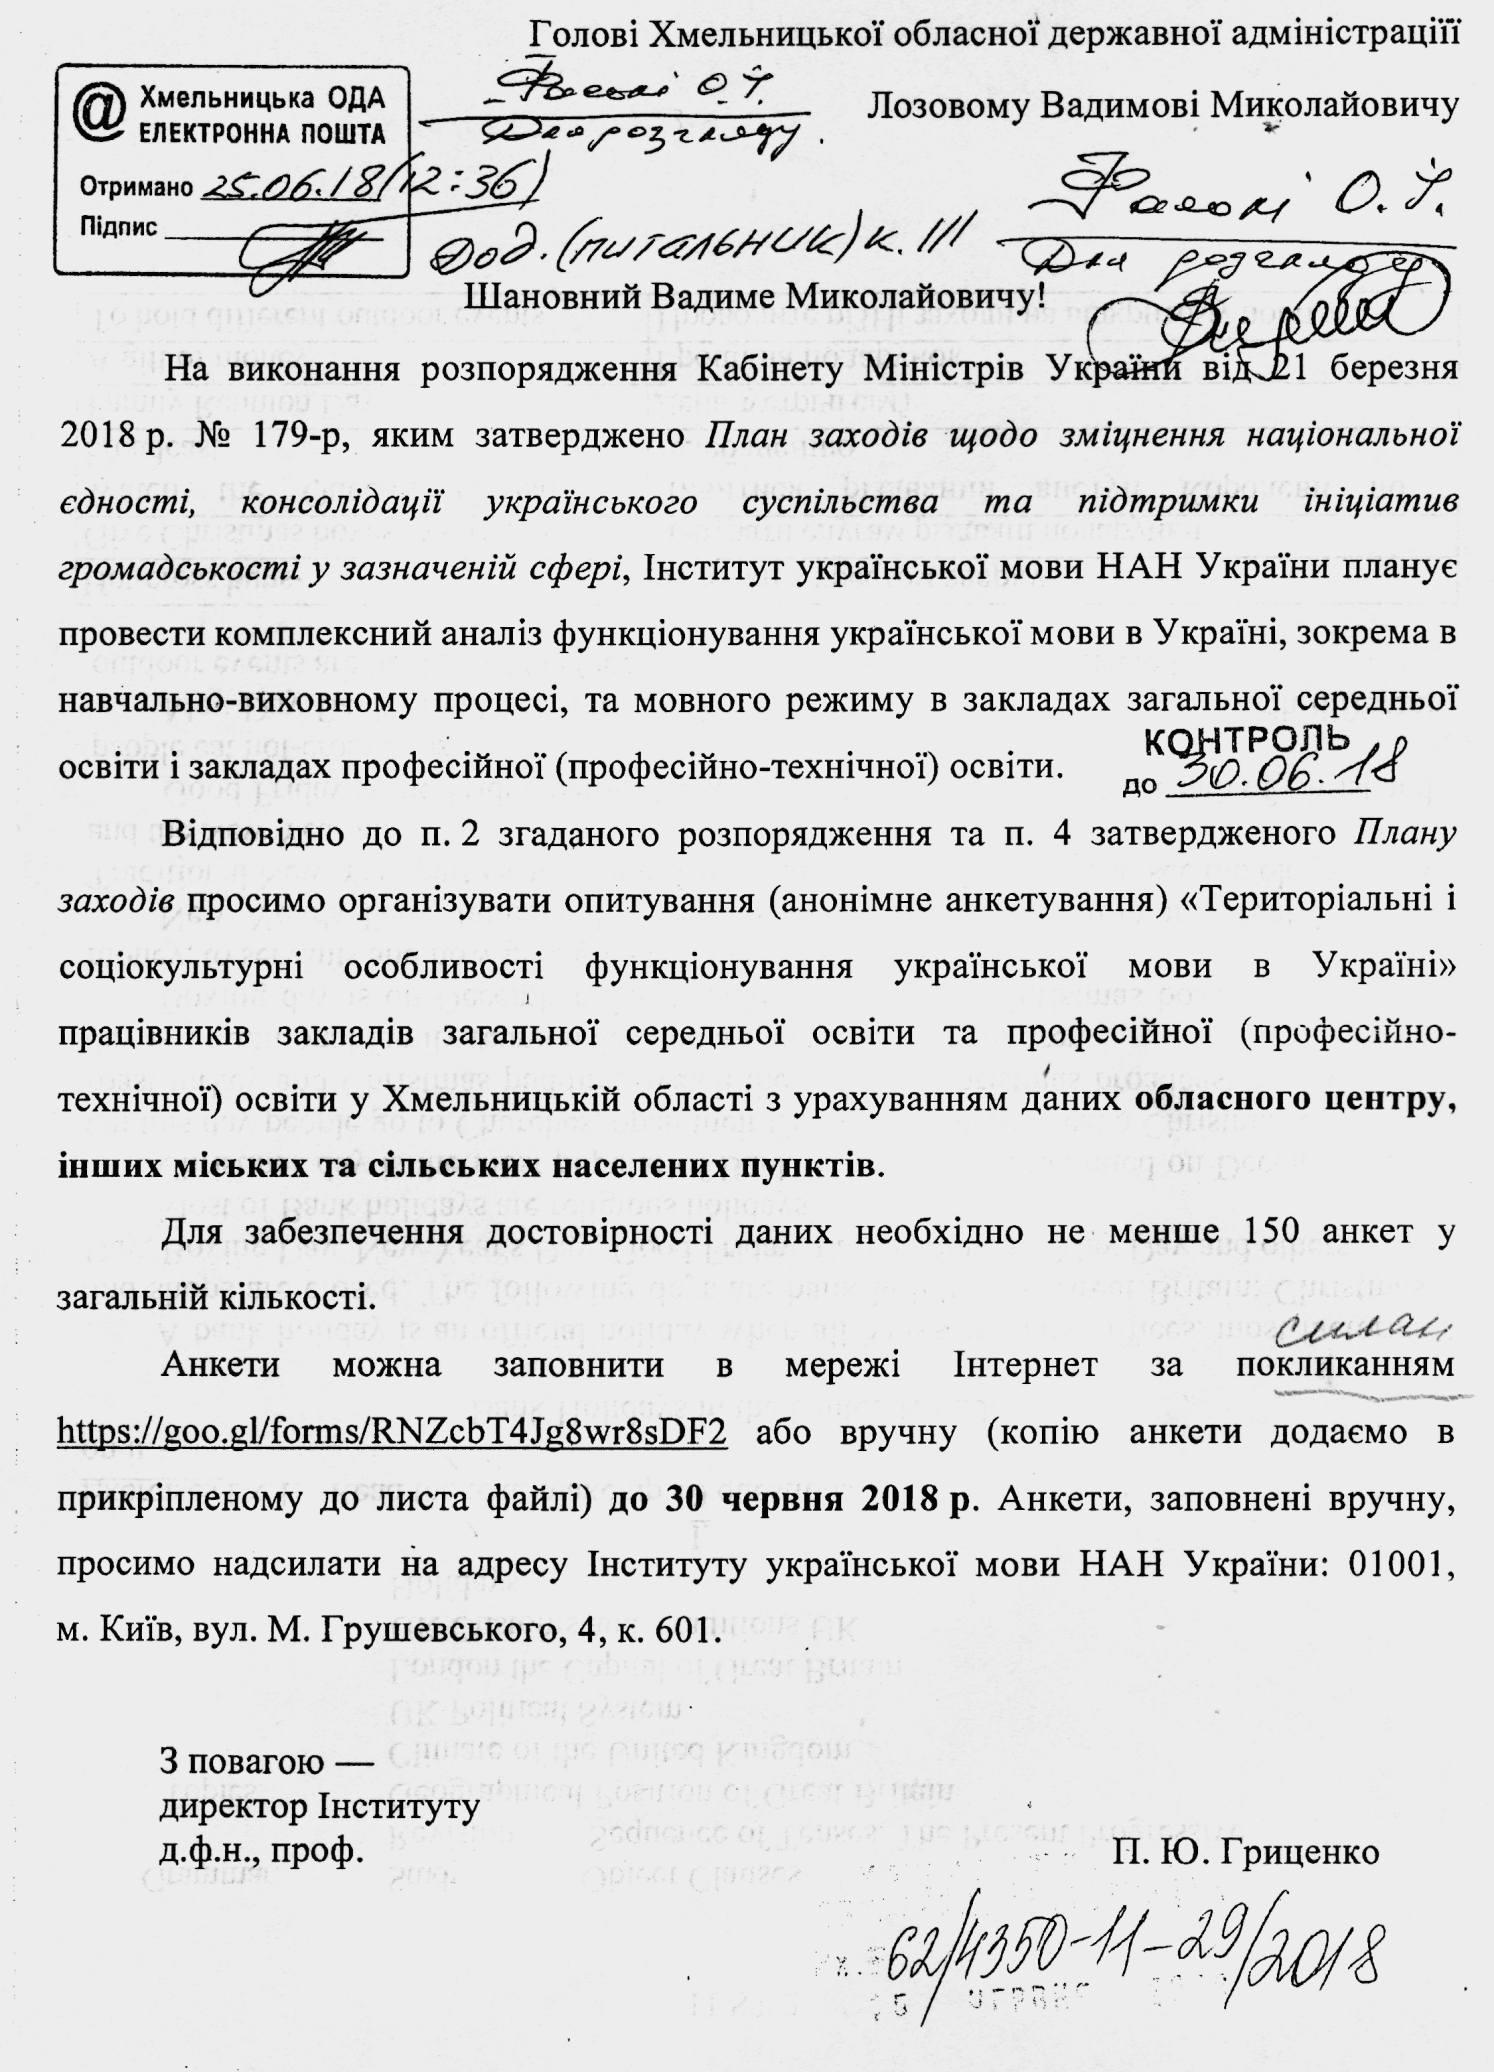 Голові Хмельницької обласної державної адміністраціїї
Лозовому Вадимові Миколайовичу
@ Хмельницька ОДА
ЕЛЕКТРОННА ПОШТА
Отримано 25.06.18 (12:36)
Підпис
О.Ї.
Для розгляду.
О.Ї.
Для розгляду
Дод. (питальник) к. III
Шановний Вадиме Миколайовичу!
На виконання розпорядження Кабінету Міністрів України від 21 березня
2018 р. № 179-р, яким затверджено План заходів щодо зміцнення національної
єдності, консолідації українського суспільства та підтримки ініціатив
громадськості у зазначеній сфері, Інститут української мови НАН України планує
провести комплексний аналіз функціонування української мови в Україні, зокрема в
навчально-виховному процесі, та мовного режиму в закладах загальної середньої
освіти і закладах професійної (професійно-технічної) освіти.
КОНТРОЛЬ
до 30.06.18
Відповідно до п. 2 згаданого розпорядження та п. 4 затвердженого Плану
заходів просимо організувати опитування (анонімне анкетування) «Територіальні і
соціокультурні особливості функціонування української мови в Україні»
працівників закладів загальної середньої освіти та професійної (професійно-
технічної) освіти у Хмельницькій області з урахуванням даних обласного центру,
інших міських та сільських населених пунктів.
Для забезпечення достовірності даних необхідно не менше 150 анкет у
загальній кількості.
Анкети можна заповнити в мережі Інтернет за покликанням
https://goo.gl/forms/RNZcbT4Jg8wr8sDF2 або вручну (копію анкети додаємо в
прикріпленому до листа файлі) до 30 червня 2018 р. Анкети, заповнені вручну,
просимо надсилати на адресу Інституту української мови НАН України: 01001,
м. Київ, вул. М. Грушевського, 4, к. 601.
З повагою —
директор Інституту
д.ф.н., проф.
П. Ю. Гриценко
62/4350-11-29/2018